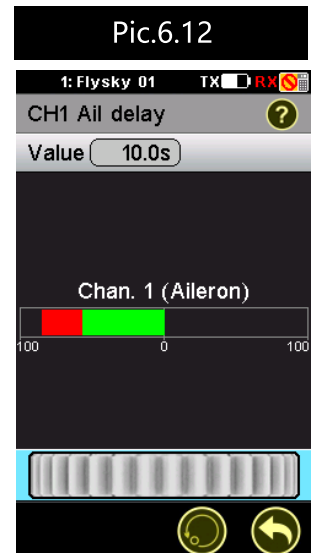 Pic.6.12
1: Flysky 01 TX RX
CH1 Ail delay ?
Value 10.0s
Chan. 1 (Aileron)
100 0 100